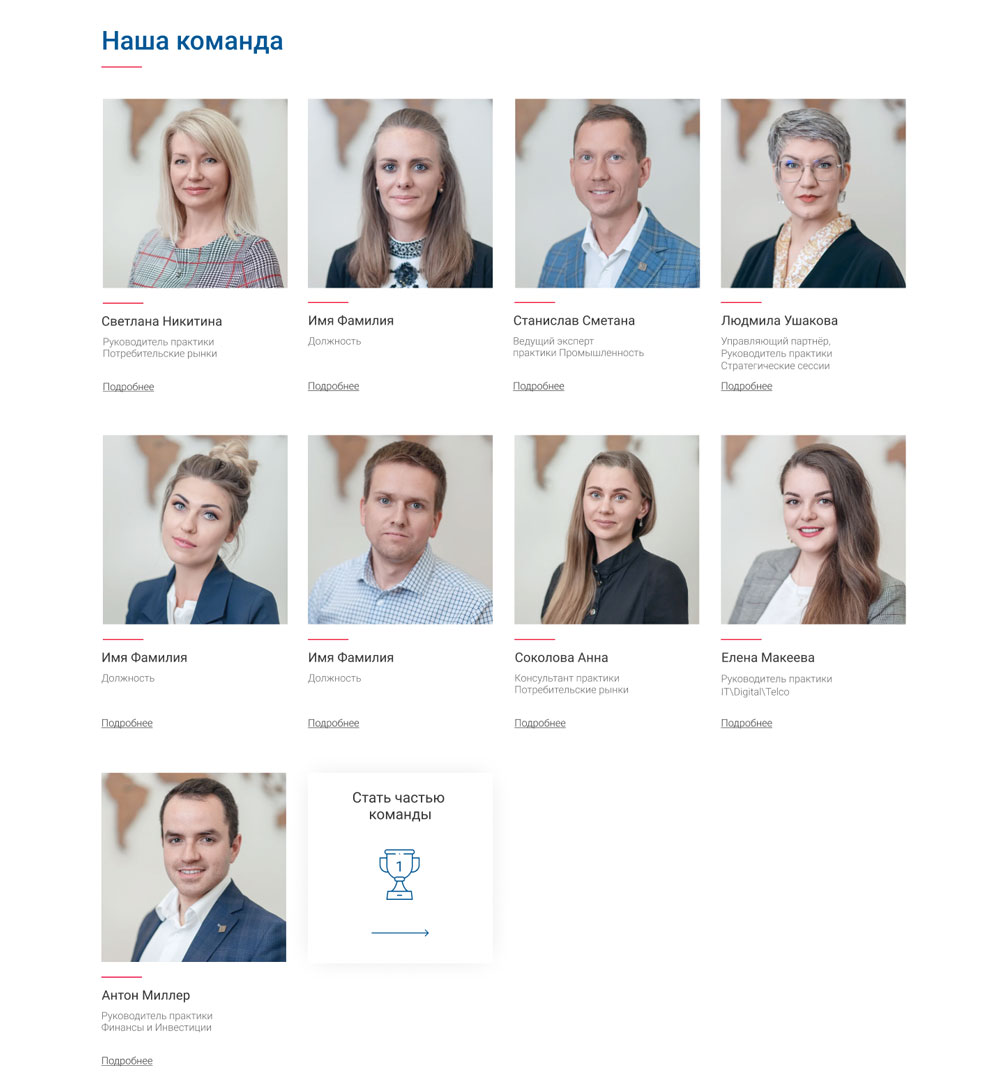 Наша команда
Светлана Никитина
Руководитель практики
Потребительские рынки
Подробнее
Имя Фамилия
Должность
Подробнее
Станислав Сметана
Ведущий эксперт
практики Промышленность
Подробнее
Людмила Ушакова
Управляющий партнёр,
Руководитель практики
Стратегические сессии
Подробнее
Имя Фамилия
Должность
Подробнее
Имя Фамилия
Должность
Подробнее
Соколова Анна
Консультант практики
Потребительские рынки
Подробнее
Елена Макеева
Руководитель практики
IT\Digital\Telco
Подробнее
Антон Миллер
Руководитель практики
Финансы и Инвестиции
Подробнее
Стать частью
команды
1